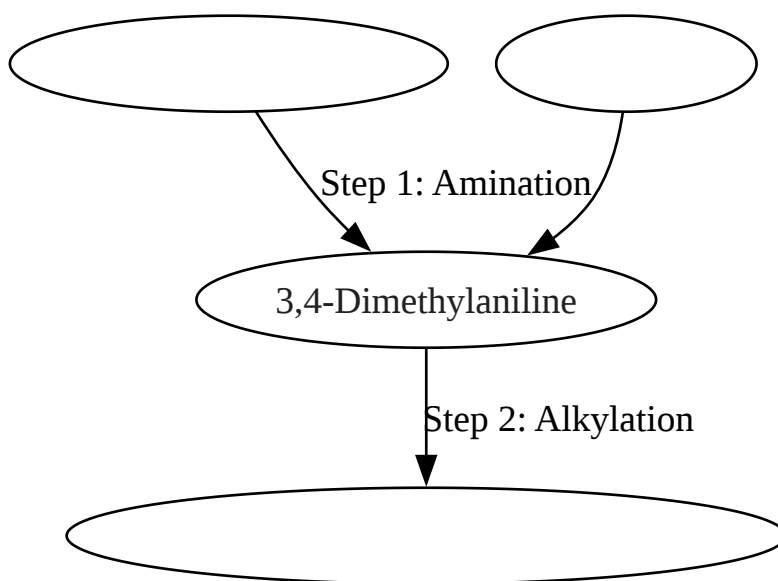 Step 1: Amination
3,4-Dimethylaniline
Step 2: Alkylation